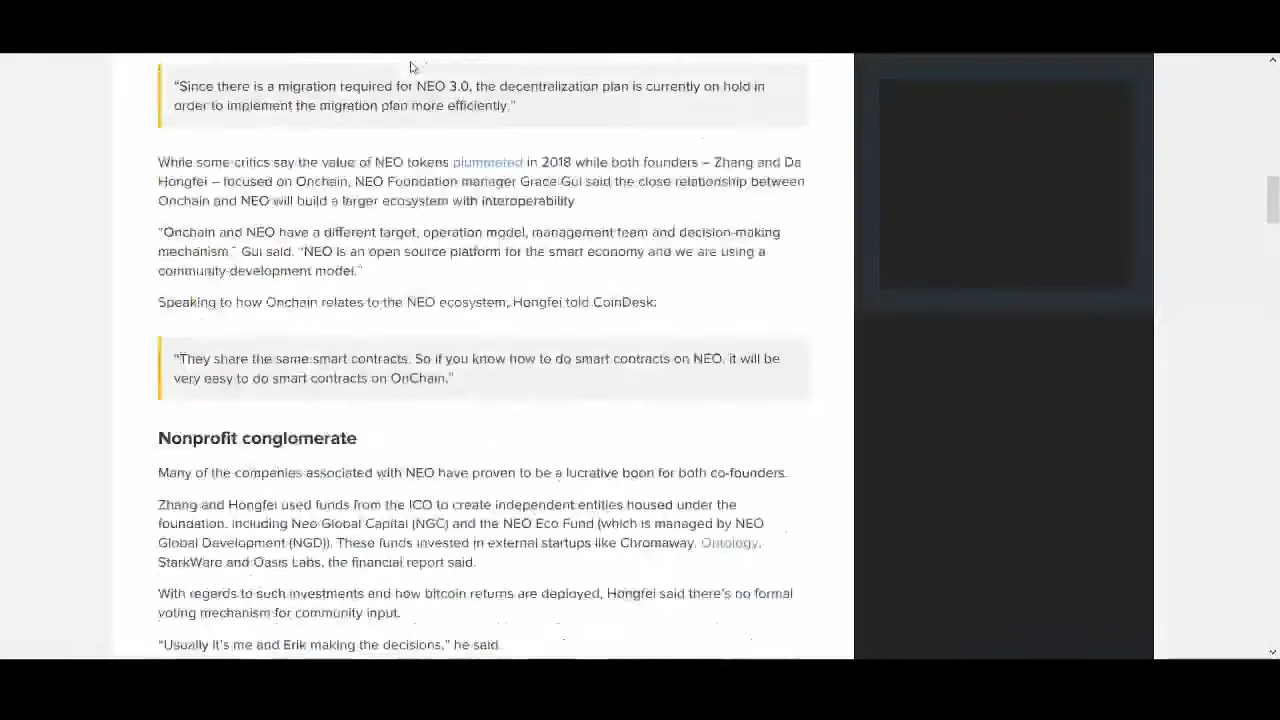 “Since there is a migration required for NEO 3.0, the decentralization plan is currently on hold in
order to implement the migration plan more efficiently.”
While some critics say the value of NEO tokens plummeted in 2018 while both founders – Zhang and Da
Hongfei – focused on Onchain, NEO Foundation manager Grace Gui said the close relationship between
Onchain and NEO will build a larger ecosystem with interoperability
“Onchain and NEO have a different target, operation model, management team and decision-making
mechanism.” Gui said. “NEO is an open source platform for the smart economy and we are using a
community-development model.”
Speaking to how Onchain relates to the NEO ecosystem, Hongfei told CoinDesk:
“They share the same smart contracts. So if you know how to do smart contracts on NEO, it will be
very easy to do smart contracts on OnChain.”
Nonprofit conglomerate
Many of the companies associated with NEO have proven to be a lucrative boon for both co-founders.
Zhang and Hongfei used funds from the ICO to create independent entities housed under the
foundation, including Neo Global Capital (NGC) and the NEO Eco Fund (which is managed by NEO
Global Development (NGD)). These funds invested in external startups like Chromaway, Ontology,
StarkWare and Oasis Labs, the financial report said.
With regards to such investments and how bitcoin returns are deployed, Hongfei said there’s no formal
voting mechanism for community input.
“Usually it’s me and Erik making the decisions,” he said.